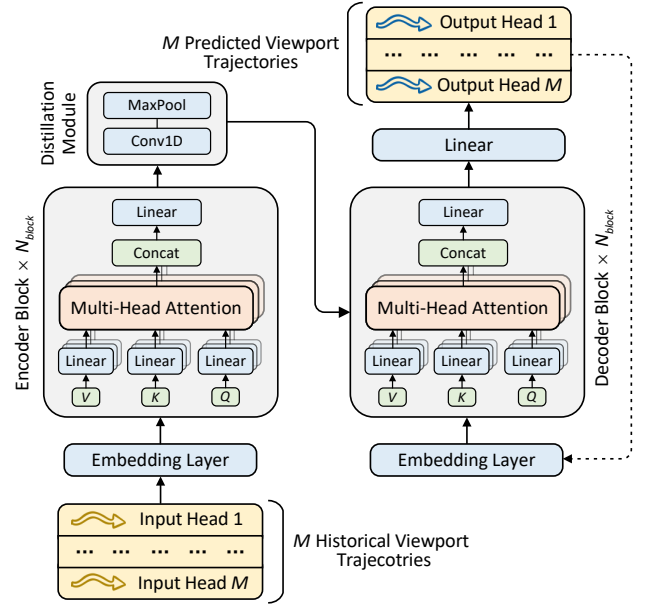 M Predicted Viewport
Trajectories
Output Head 1
... ... ... ... ...
Output Head M
Distillation
Module
MaxPool
Conv1D
Linear
Encoder Block × N_block
Linear
Concat
Multi-Head Attention
Linear
Linear
Linear
V
K
Q
Decoder Block × N_block
Linear
Concat
Multi-Head Attention
Linear
Linear
Linear
V
K
Q
Embedding Layer
Embedding Layer
Input Head 1
... ... ... ... ...
Input Head M
M Historical Viewport
Trajecotries